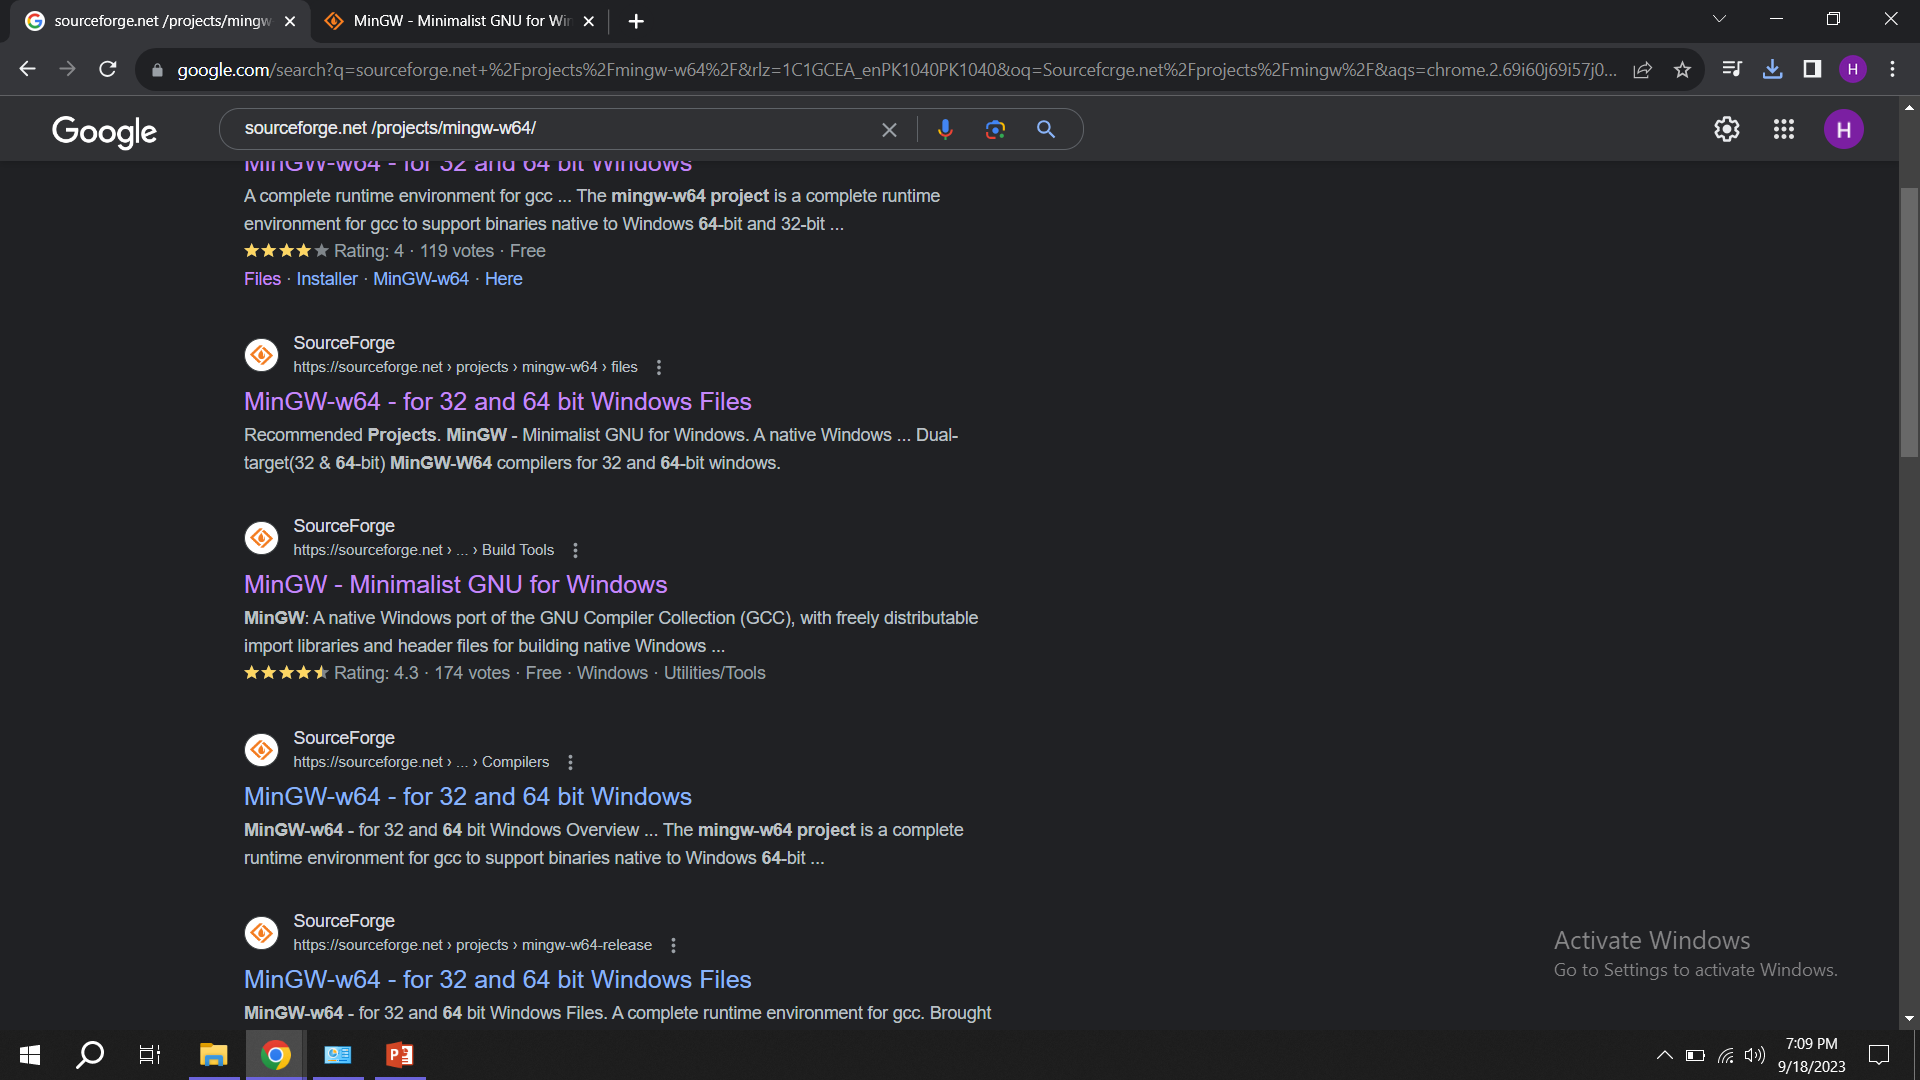 sourceforge.net /projects/mingw
MinGW - Minimalist GNU for Wi
google.com/search?q=sourceforge.net+%2Fprojects%2Fmingw-w64%2F&rlz=1C1GCEA_enPK1040PK1040&oq=Sourcefcrge.net%2Fprojects%2Fmingw%2F&aqs=chrome.2.69i60j69i57j0...
H
Google
sourceforge.net /projects/mingw-w64/
H
MinGW-w64 - for 32 and 64 bit Windows
A complete runtime environment for gcc ... The mingw-w64 project is a complete runtime
environment for gcc to support binaries native to Windows 64-bit and 32-bit ...
Rating: 4 · 119 votes · Free
Files · Installer · MinGW-w64 · Here
SourceForge
https://sourceforge.net › projects › mingw-w64 › files
MinGW-w64 - for 32 and 64 bit Windows Files
Recommended Projects. MinGW - Minimalist GNU for Windows. A native Windows ... Dual-
target(32 & 64-bit) MinGW-W64 compilers for 32 and 64-bit windows.
SourceForge
https://sourceforge.net › ... › Build Tools
MinGW - Minimalist GNU for Windows
MinGW: A native Windows port of the GNU Compiler Collection (GCC), with freely distributable
import libraries and header files for building native Windows ...
Rating: 4.3 · 174 votes · Free · Windows · Utilities/Tools
SourceForge
https://sourceforge.net › ... › Compilers
MinGW-w64 - for 32 and 64 bit Windows
MinGW-w64 - for 32 and 64 bit Windows Overview ... The mingw-w64 project is a complete
runtime environment for gcc to support binaries native to Windows 64-bit ...
SourceForge
https://sourceforge.net › projects › mingw-w64-release
MinGW-w64 - for 32 and 64 bit Windows Files
MinGW-w64 - for 32 and 64 bit Windows Files. A complete runtime environment for gcc. Brought
Activate Windows
Go to Settings to activate Windows.
7:09 PM
9/18/2023